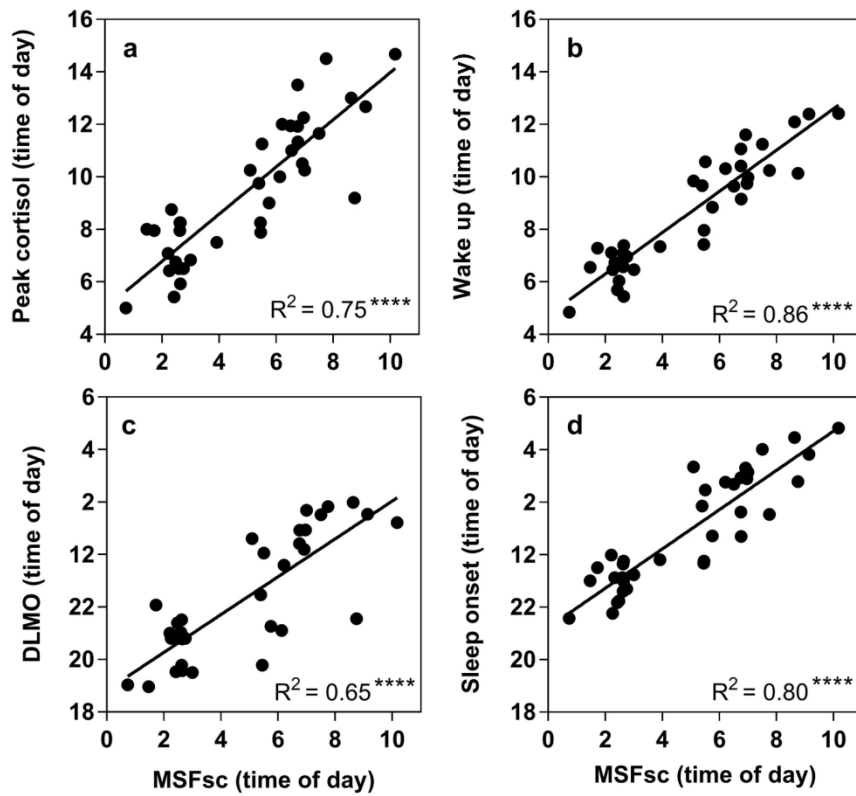 a
Peak cortisol (time of day)
16
14
12
10
8
6
4
0 2 4 6 8 10
R² = 0.75 ****
b
Wake up (time of day)
16
14
12
10
8
6
4
0 2 4 6 8 10
R² = 0.86 ****
c
DLMO (time of day)
6
4
2
12
22
20
18
0 2 4 6 8 10
R² = 0.65 ****
MSFsc (time of day)
d
Sleep onset (time of day)
6
4
2
12
22
20
18
0 2 4 6 8 10
R² = 0.80 ****
MSFsc (time of day)